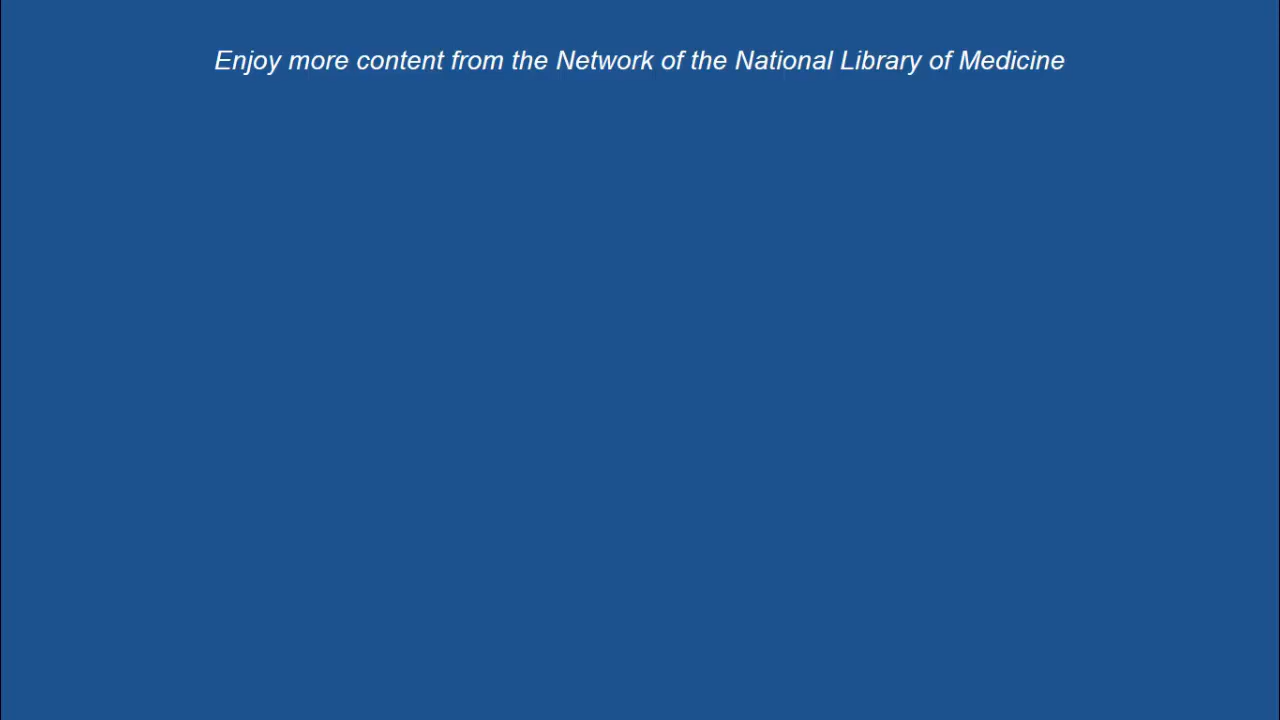 Enjoy more content from the Network of the National Library of Medicine